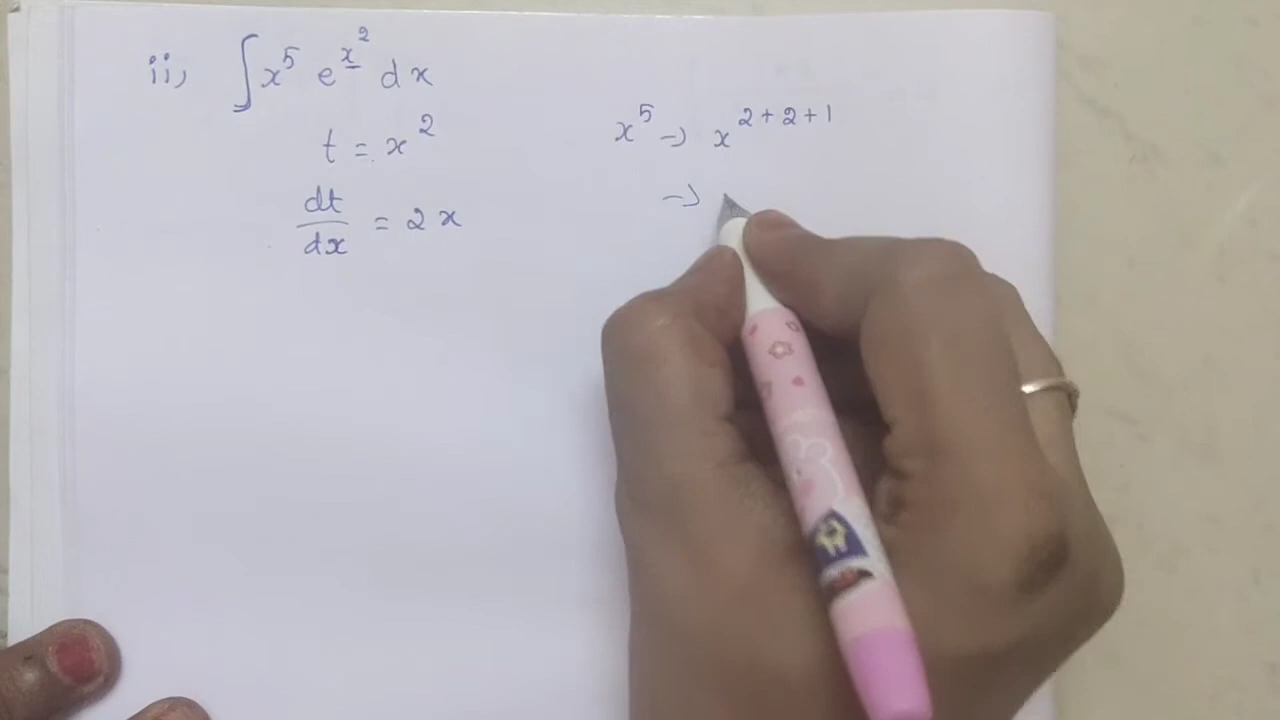 ii, ∫x⁵ e^x² dx
t = x²
dt/dx = 2x
x⁵ → x^2+2+1
→